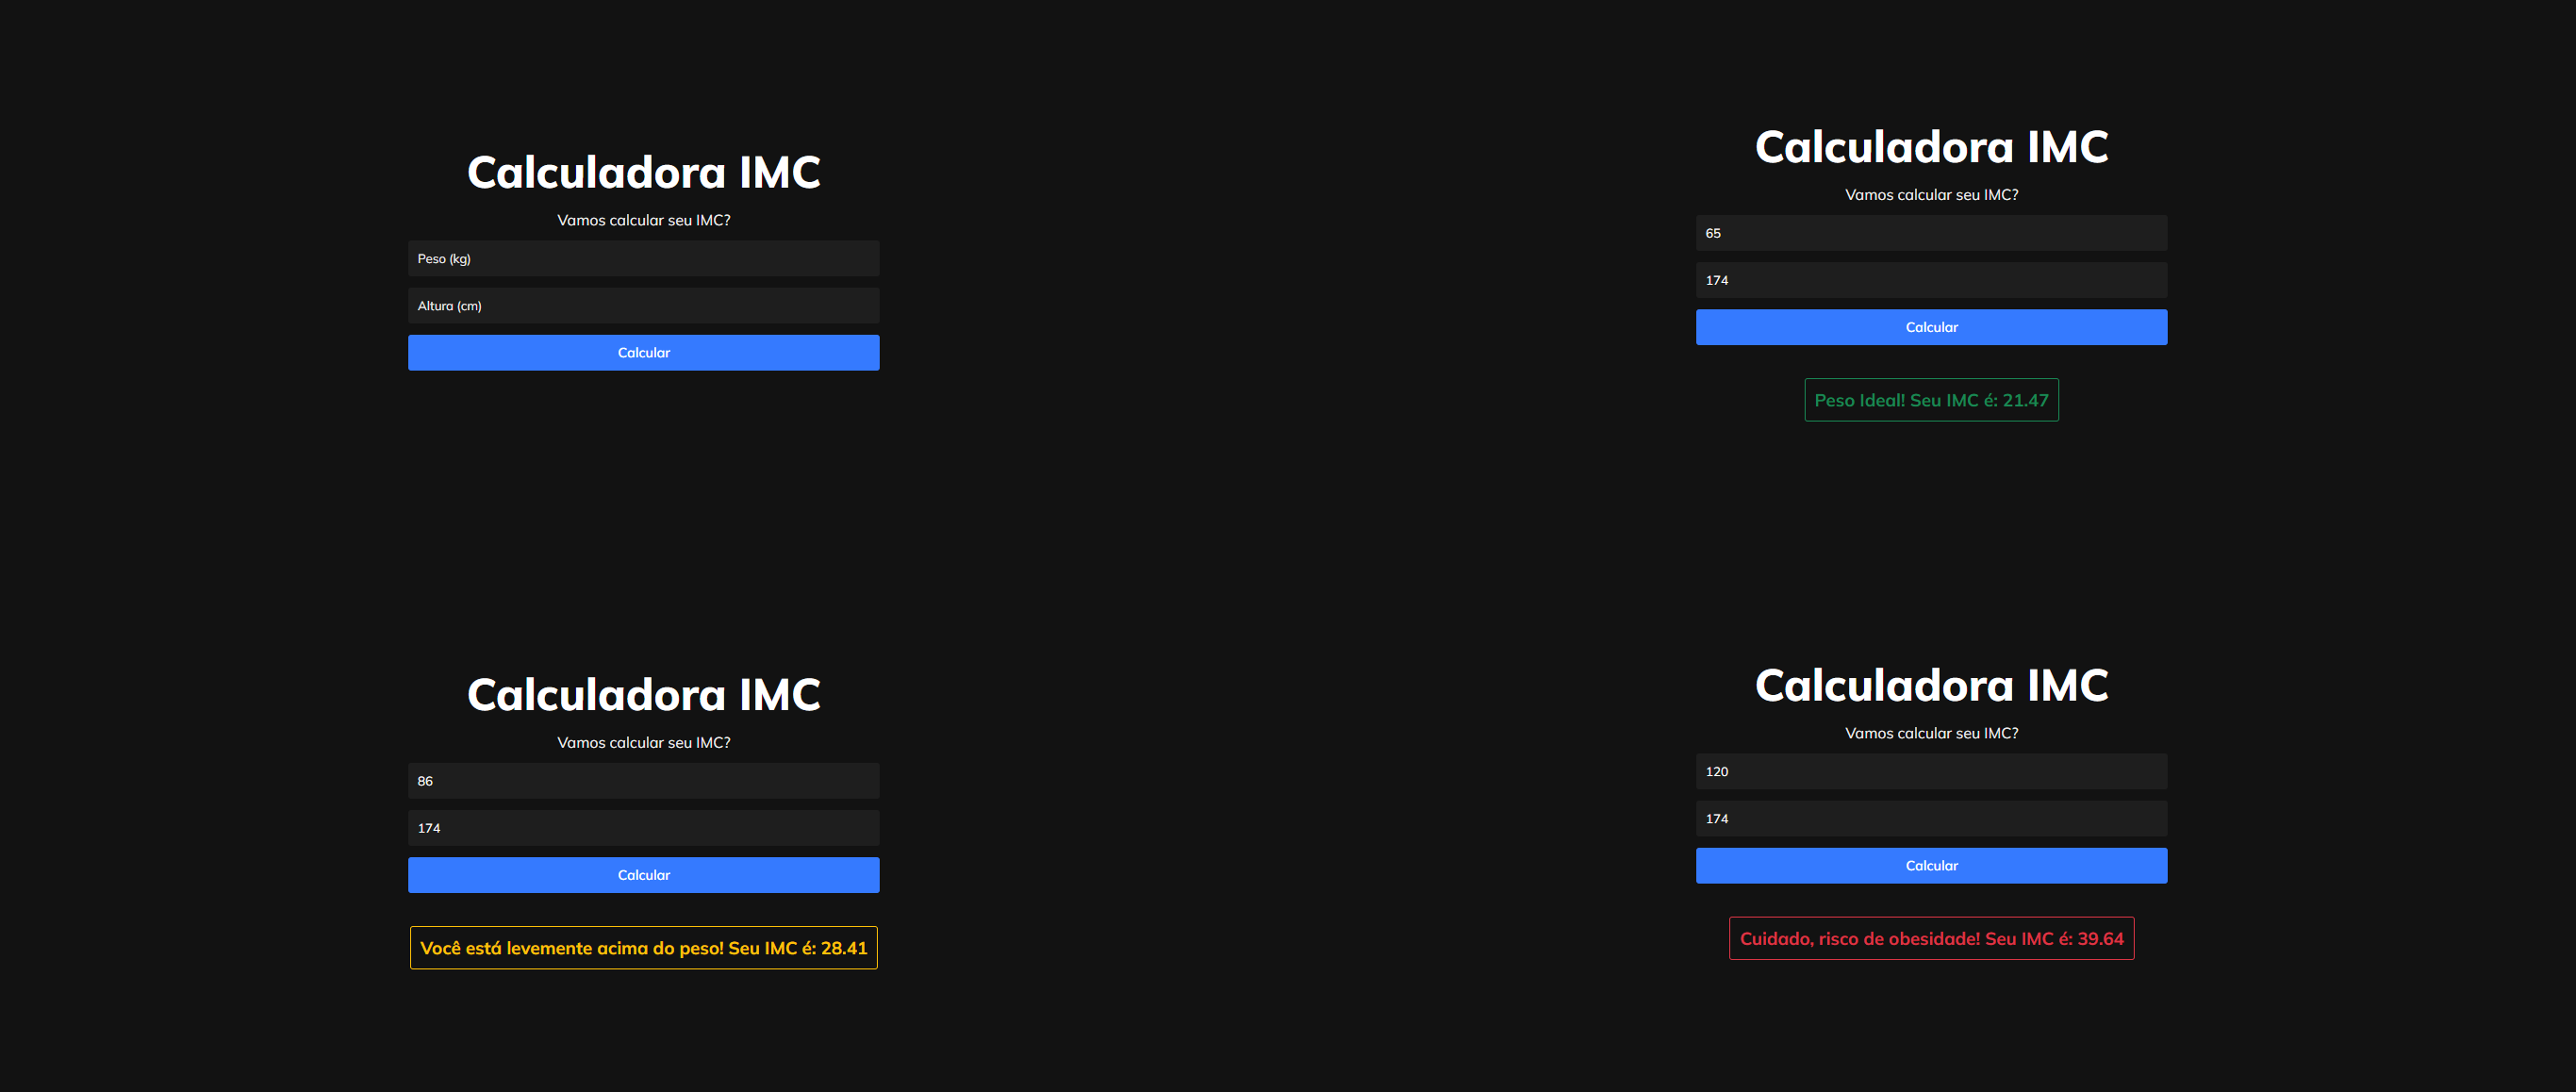 Calculadora IMC
Vamos calcular seu IMC?
Peso (kg)
Altura (cm)
Calcular
Calculadora IMC
Vamos calcular seu IMC?
65
174
Calcular
Peso Ideal! Seu IMC é: 21.47
Calculadora IMC
Vamos calcular seu IMC?
86
174
Calcular
Você está levemente acima do peso! Seu IMC é: 28.41
Calculadora IMC
Vamos calcular seu IMC?
120
174
Calcular
Cuidado, risco de obesidade! Seu IMC é: 39.64